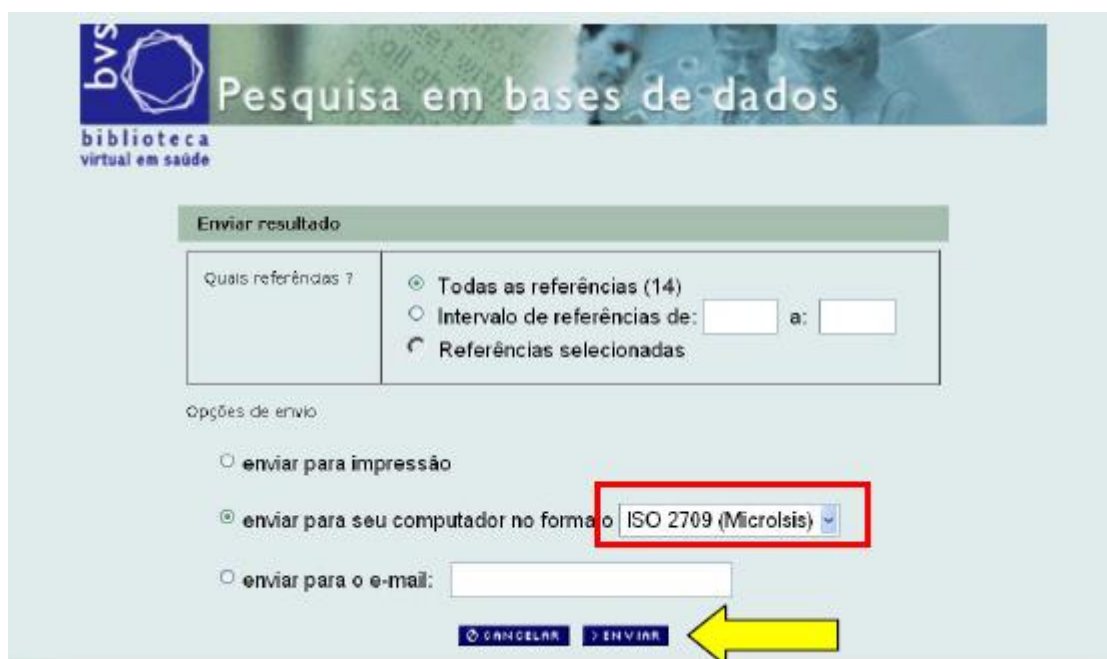 bvs
Pesquisa em bases de dados
biblioteca
virtual em saúde
Enviar resultado
Quais referências ?
Todas as referências (14)
Intervalo de referências de: a:
Referências selecionadas
Opções de envio
enviar para impressão
enviar para seu computador no formato ISO 2709 (MicroIsis)
enviar para o e-mail:
CANCELAR ENVIAR